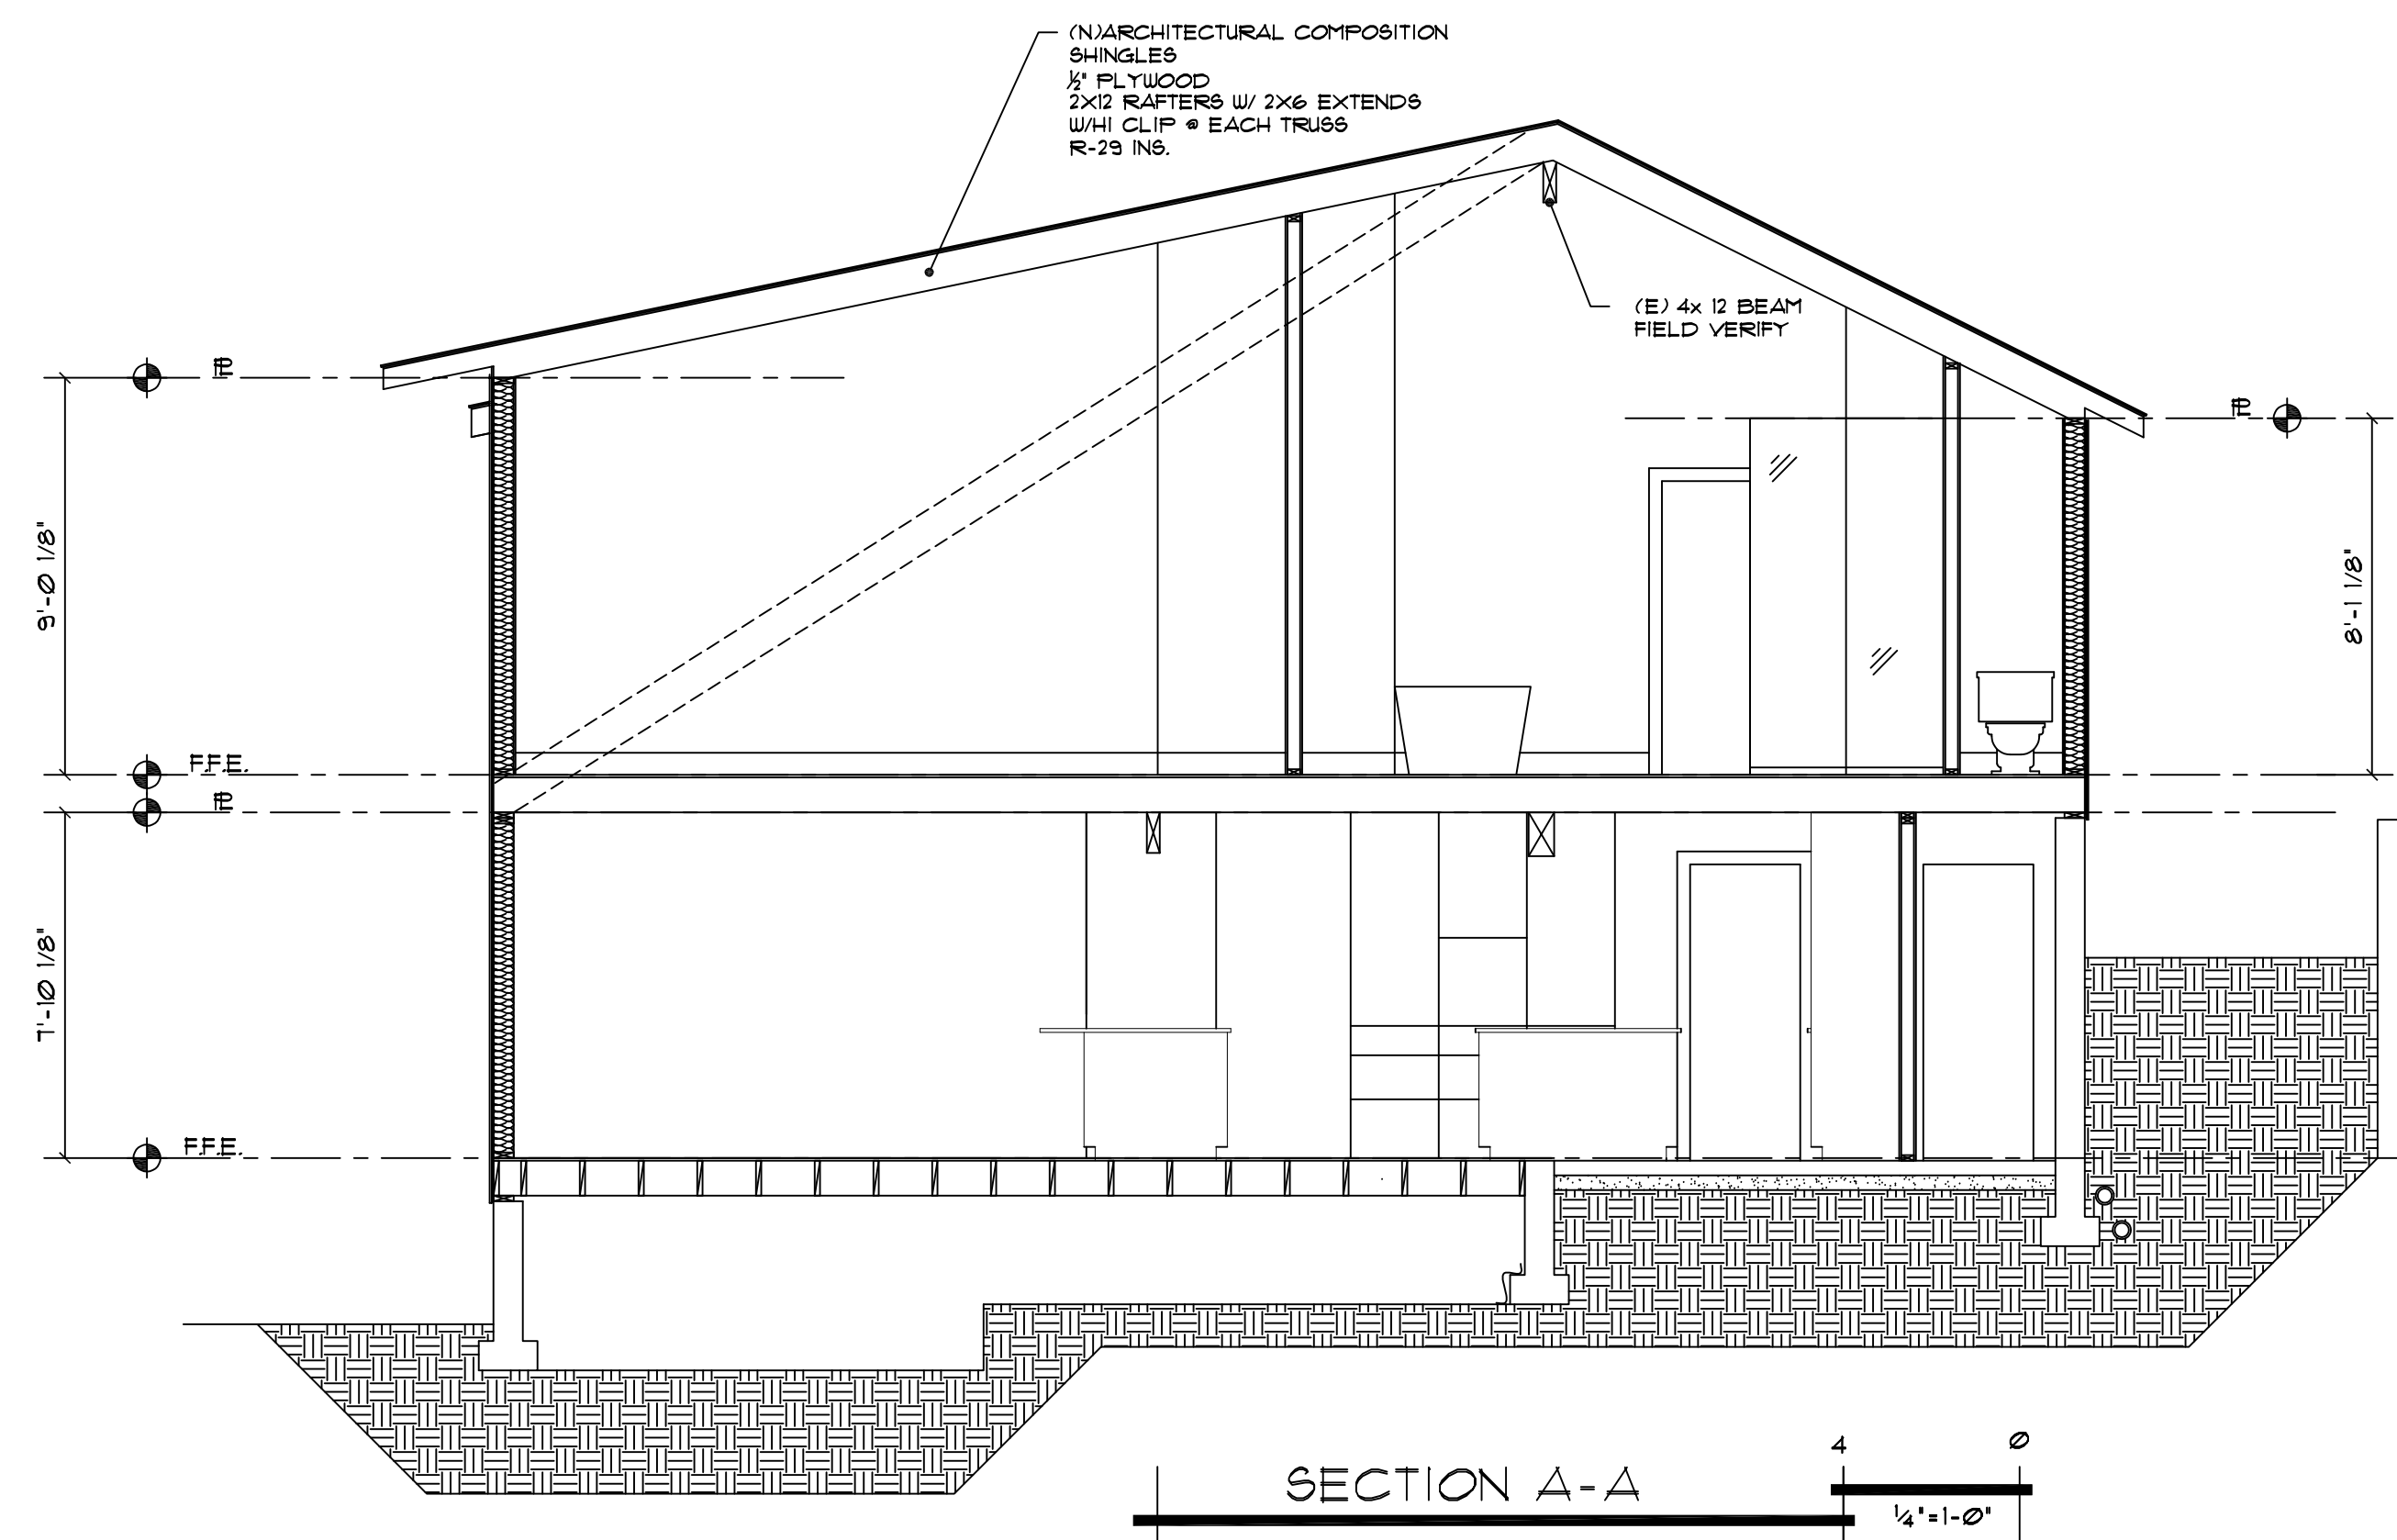 (N)ARCHITECTURAL COMPOSITION
SHINGLES
½" PLYWOOD
2X12 RAFTERS W/ 2X6 EXTENDS
W/H1 CLIP @ EACH TRUSS
R-29 INS.
(E) 4x 12 BEAM
FIELD VERIFY
PL
PL
9'-0 1/8"
8'-1 1/8"
F.F.E.
PL
7'-10 1/8"
F.F.E.
4
0
SECTION A-A
¼"=1-0"